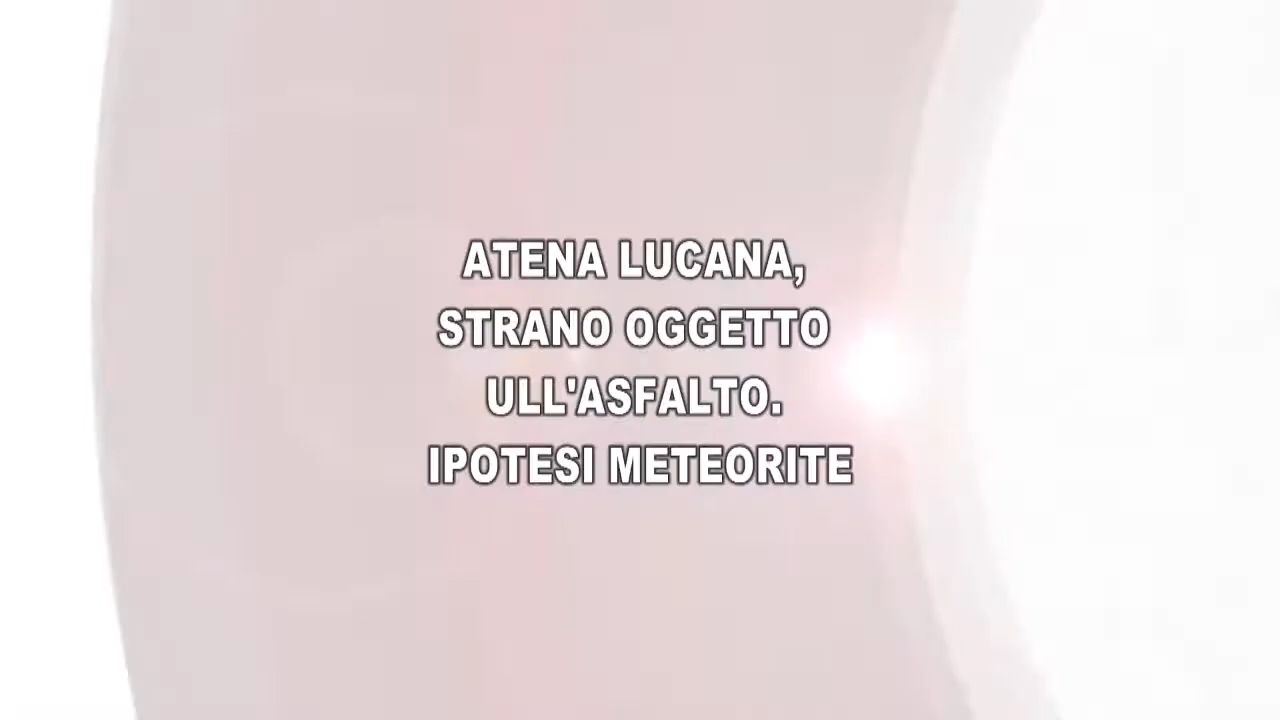 ATENA LUCANA,
STRANO OGGETTO
ULL'ASFALTO.
IPOTESI METEORITE